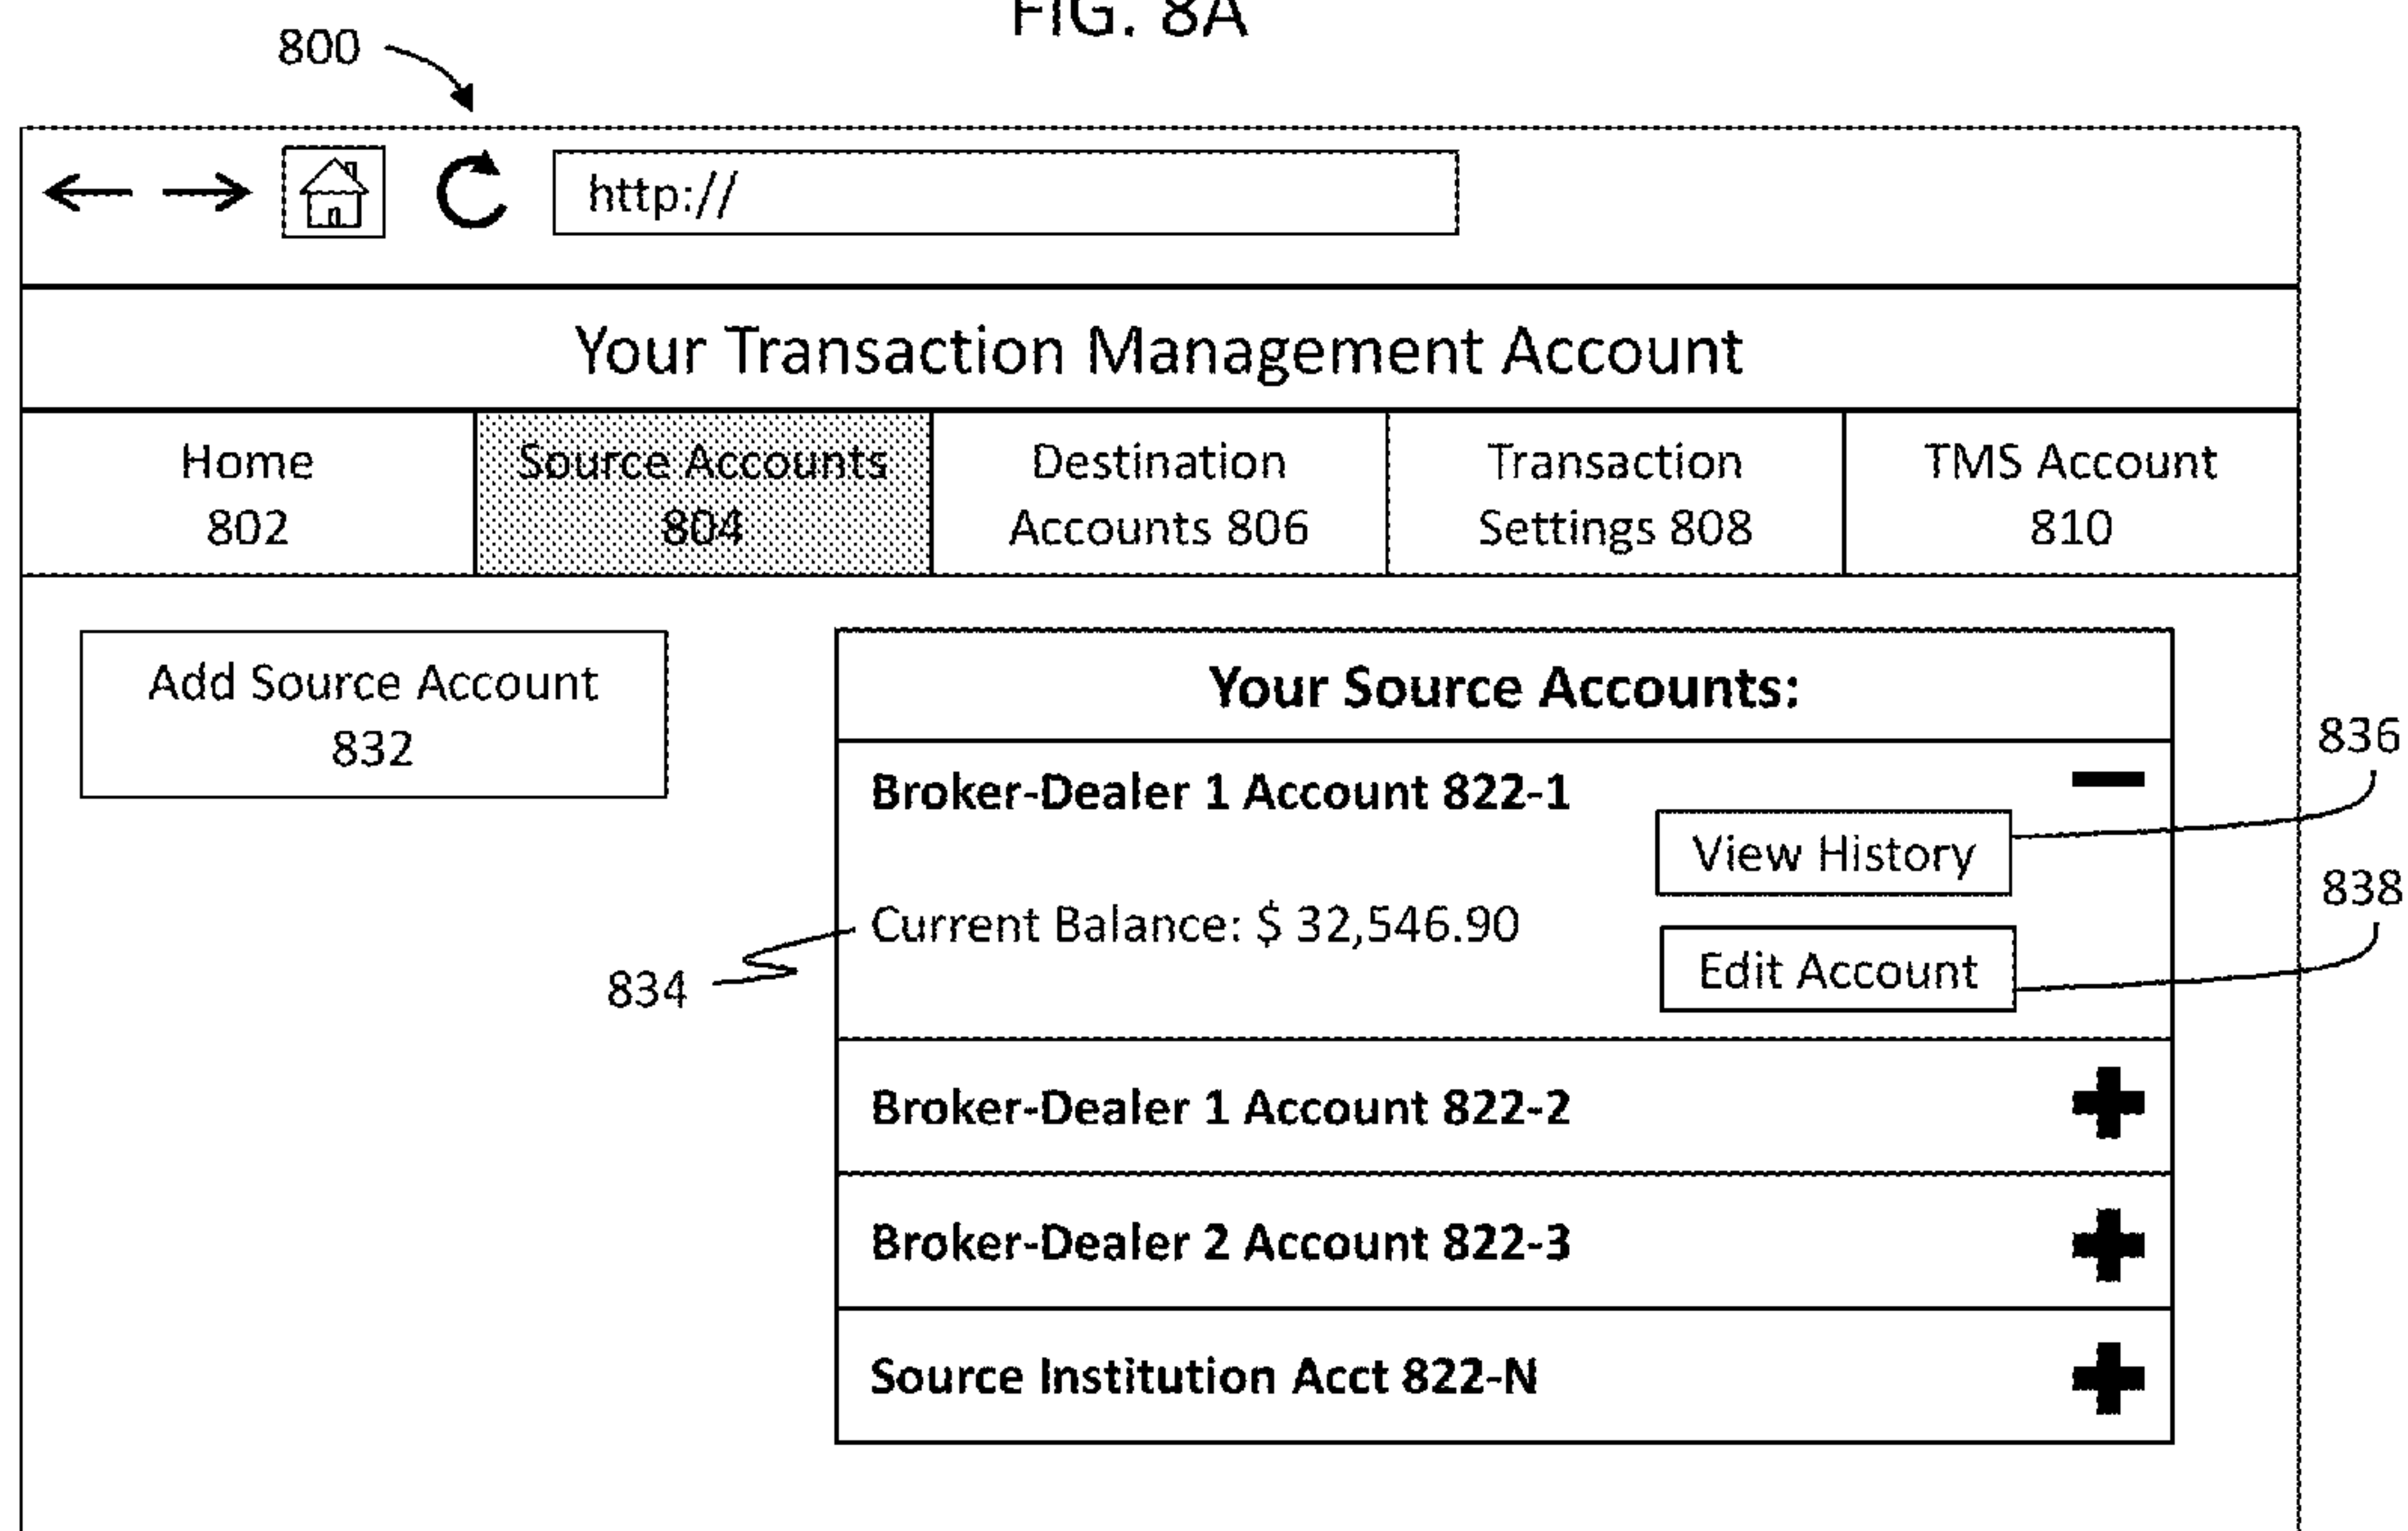 FIG. 8A
800
http://
Your Transaction Management Account
Home
802
Source Accounts
804
Destination
Accounts 806
Transaction
Settings 808
TMS Account
810
Add Source Account
832
Your Source Accounts:
836
Broker-Dealer 1 Account 822-1
View History
838
Current Balance: $ 32,546.90
Edit Account
834
Broker-Dealer 1 Account 822-2
Broker-Dealer 2 Account 822-3
Source Institution Acct 822-N